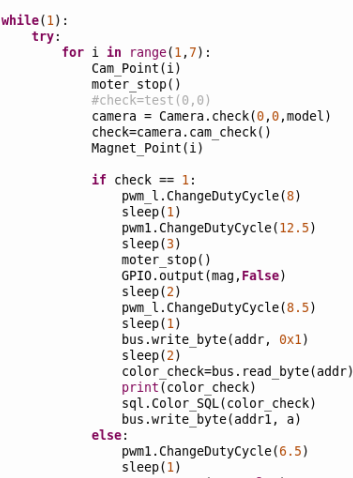 while(1):
    try:
        for i in range(1,7):
            Cam_Point(i)
            moter_stop()
            #check=test(0,0)
            camera = Camera.check(0,0,model)
            check=camera.cam_check()
            Magnet_Point(i)

            if check == 1:
                pwm_l.ChangeDutyCycle(8)
                sleep(1)
                pwm1.ChangeDutyCycle(12.5)
                sleep(3)
                moter_stop()
                GPIO.output(mag,False)
                sleep(2)
                pwm_l.ChangeDutyCycle(8.5)
                sleep(1)
                bus.write_byte(addr, 0x1)
                sleep(2)
                color_check=bus.read_byte(addr)
                print(color_check)
                sql.Color_SQL(color_check)
                bus.write_byte(addr1, a)
            else:
                pwm1.ChangeDutyCycle(6.5)
                sleep(1)